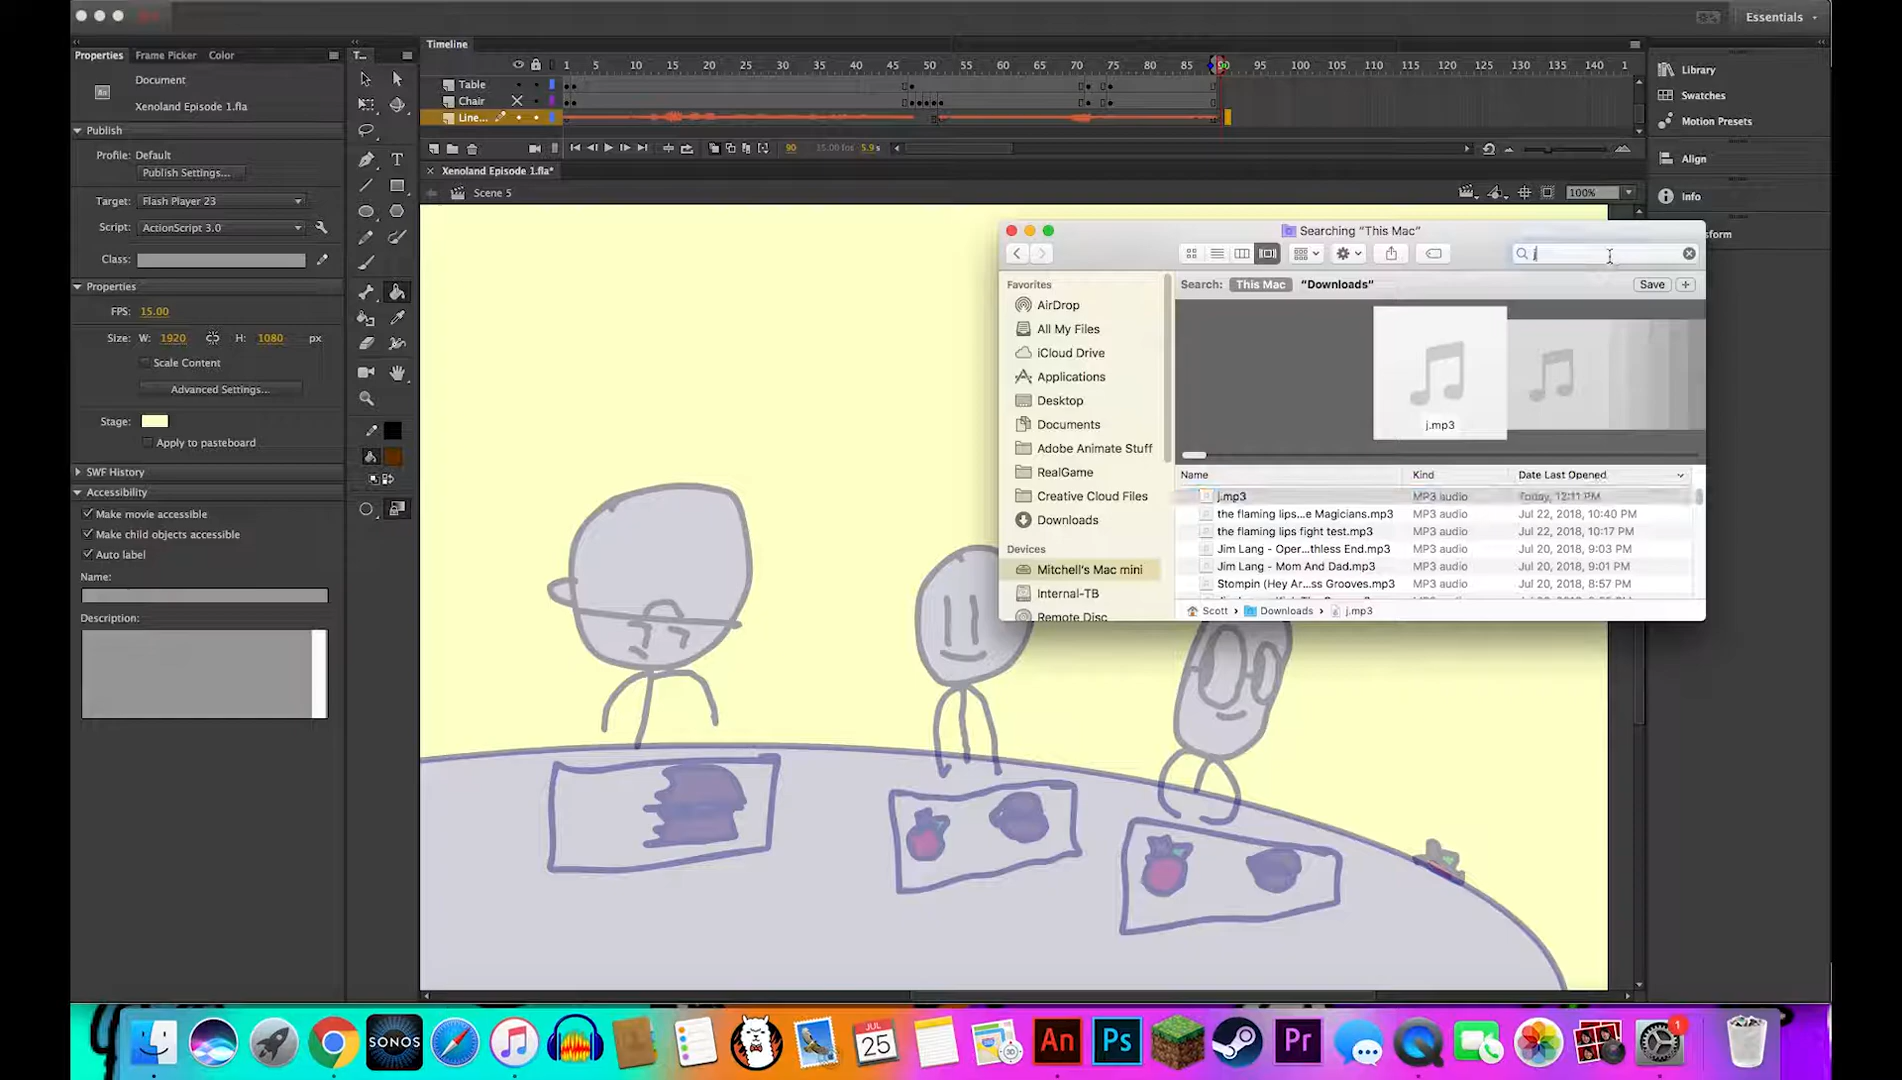 Essentials
Properties
Frame Picker
Color
T...
Timeline
Document
Xenoland Episode 1.fla
1 5 10 15 20 25 30 35 40 45 50 55 60 65 70 75 80 85 90 95 100 105 110 115 120 125 130 135 140 145 1
Table
Chair
Line...
90 15.00 fps 5.9 s
Publish
Profile: Default
Publish Settings...
Target: Flash Player 23
Script: ActionScript 3.0
Class:
Properties
FPS: 15.00
Size: W: 1920 H: 1080 px
Scale Content
Advanced Settings...
Stage:
Apply to pasteboard
SWF History
Accessibility
Make movie accessible
Make child objects accessible
Auto label
Name:
Description:
Xenoland Episode 1.fla*
Scene 5
100%
Library
Swatches
Motion Presets
Align
Info
sform
Searching "This Mac"
j
Favorites
AirDrop
All My Files
iCloud Drive
Applications
Desktop
Documents
Adobe Animate Stuff
RealGame
Creative Cloud Files
Downloads
Devices
Mitchell's Mac mini
Internal-TB
Remote Disc
Search: This Mac "Downloads" Save
j.mp3
Name Kind Date Last Opened
j.mp3 MP3 audio Today, 12:11 PM
the flaming lips...e Magicians.mp3 MP3 audio Jul 22, 2018, 10:40 PM
the flaming lips fight test.mp3 MP3 audio Jul 22, 2018, 10:17 PM
Jim Lang - Oper...thless End.mp3 MP3 audio Jul 20, 2018, 9:03 PM
Jim Lang - Mom And Dad.mp3 MP3 audio Jul 20, 2018, 9:01 PM
Stompin (Hey Ar...ss Grooves.mp3 MP3 audio Jul 20, 2018, 8:57 PM
Scott Downloads j.mp3
SONOS
JUL
25
3D
An
Ps
Pr
1